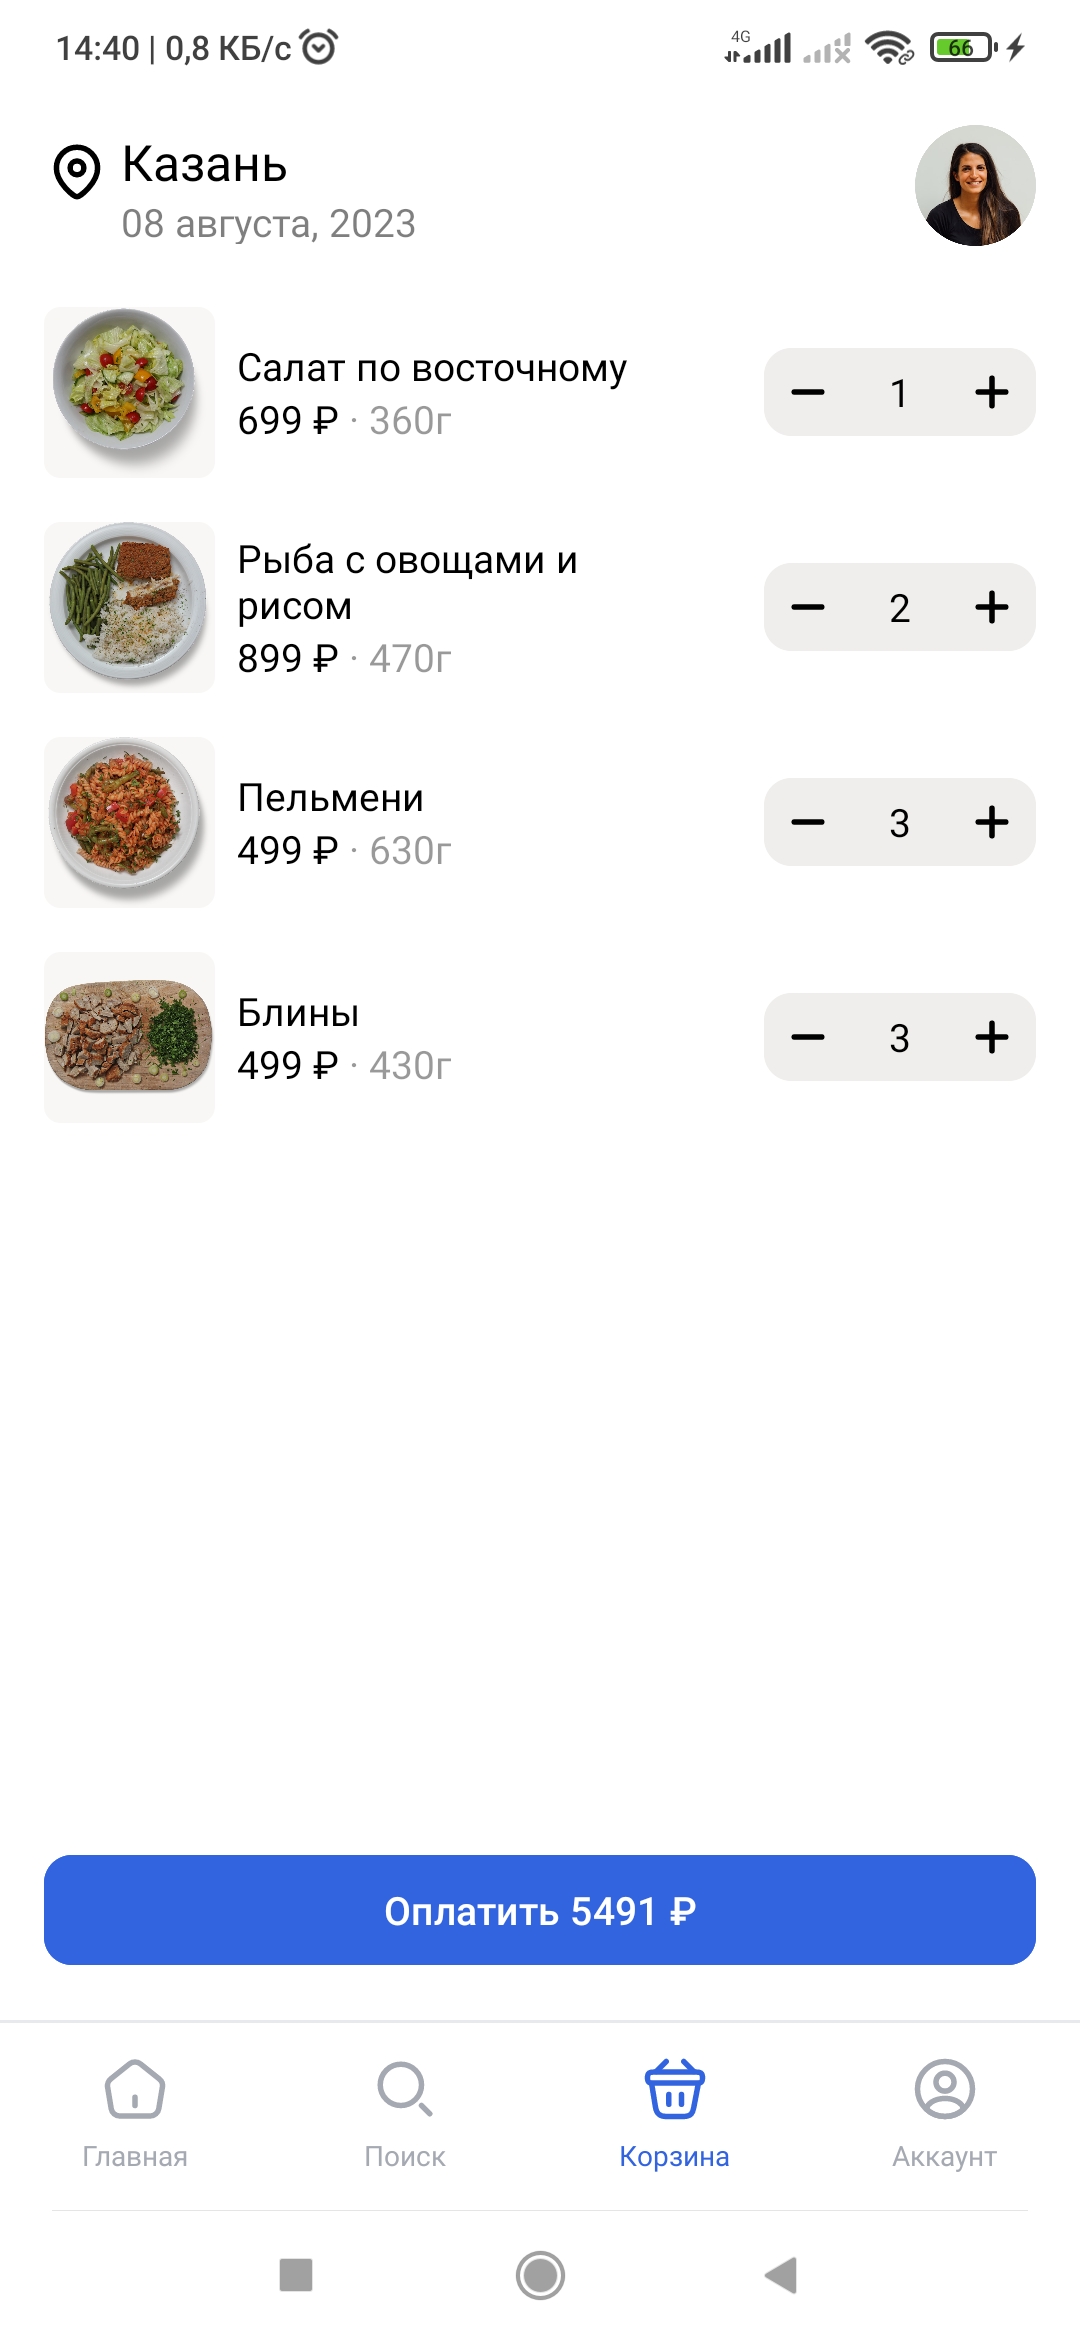 14:40 | 0,8 КБ/с
4G
66
Казань
08 августа, 2023
Салат по восточному
699 ₽ · 360г
1
Рыба с овощами и
рисом
899 ₽ · 470г
2
Пельмени
499 ₽ · 630г
3
Блины
499 ₽ · 430г
3
Оплатить 5491 ₽
Главная
Поиск
Корзина
Аккаунт